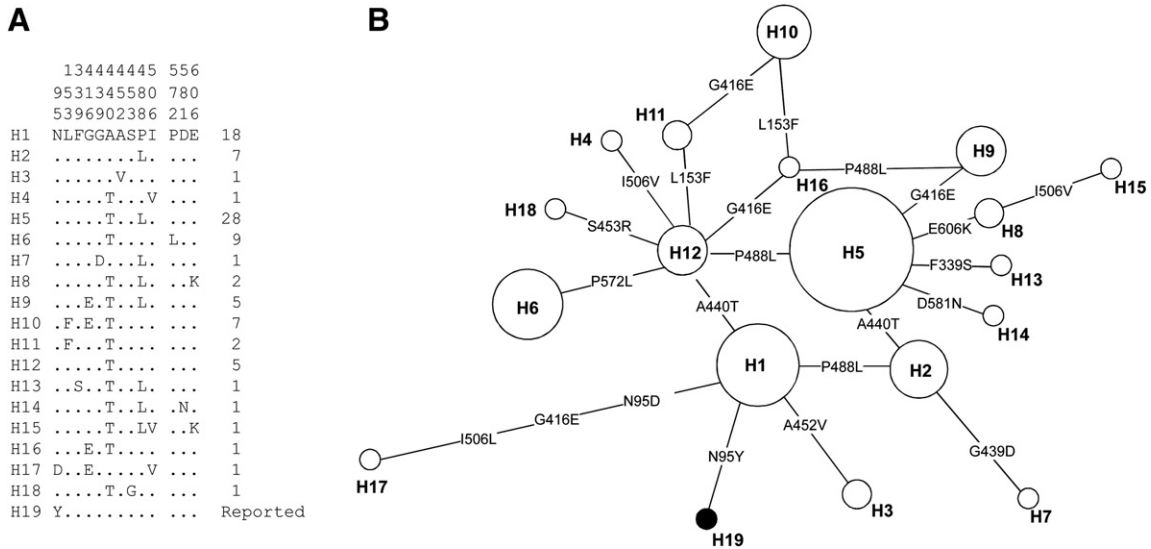 A
134444445 556
9531345580 780
5396902386 216
H1 NLFGGAASPI PDE 18
H2 ........L. ... 7
H3 ......V... ... 1
H4 .....T...V ... 1
H5 .....T..L. ... 28
H6 .....T.... L.. 9
H7 ....D...L. ... 1
H8 .....T..L. ..K 2
H9 ...E.T..L. ... 5
H10 .F.E.T.... ... 7
H11 .F...T.... ... 2
H12 .....T.... ... 5
H13 ..S..T..L. ... 1
H14 .....T..L. .N. 1
H15 .....T..LV ..K 1
H16 ...E.T.... ... 1
H17 D..E.....V ... 1
H18 .....T.G.. ... 1
H19 Y......... ... Reported
B
H10
G416E
H11
L153F
H4
H9
P488L
H16
H15
I506V
L153F
I506V
G416E
G416E
H18
S453R
E606K
H8
H12
P488L
H5
F339S
H13
P572L
D581N
H6
A440T
A440T
H14
H1
P488L
H2
N95D
G416E
A452V
I506L
N95Y
G439D
H17
H3
H7
H19